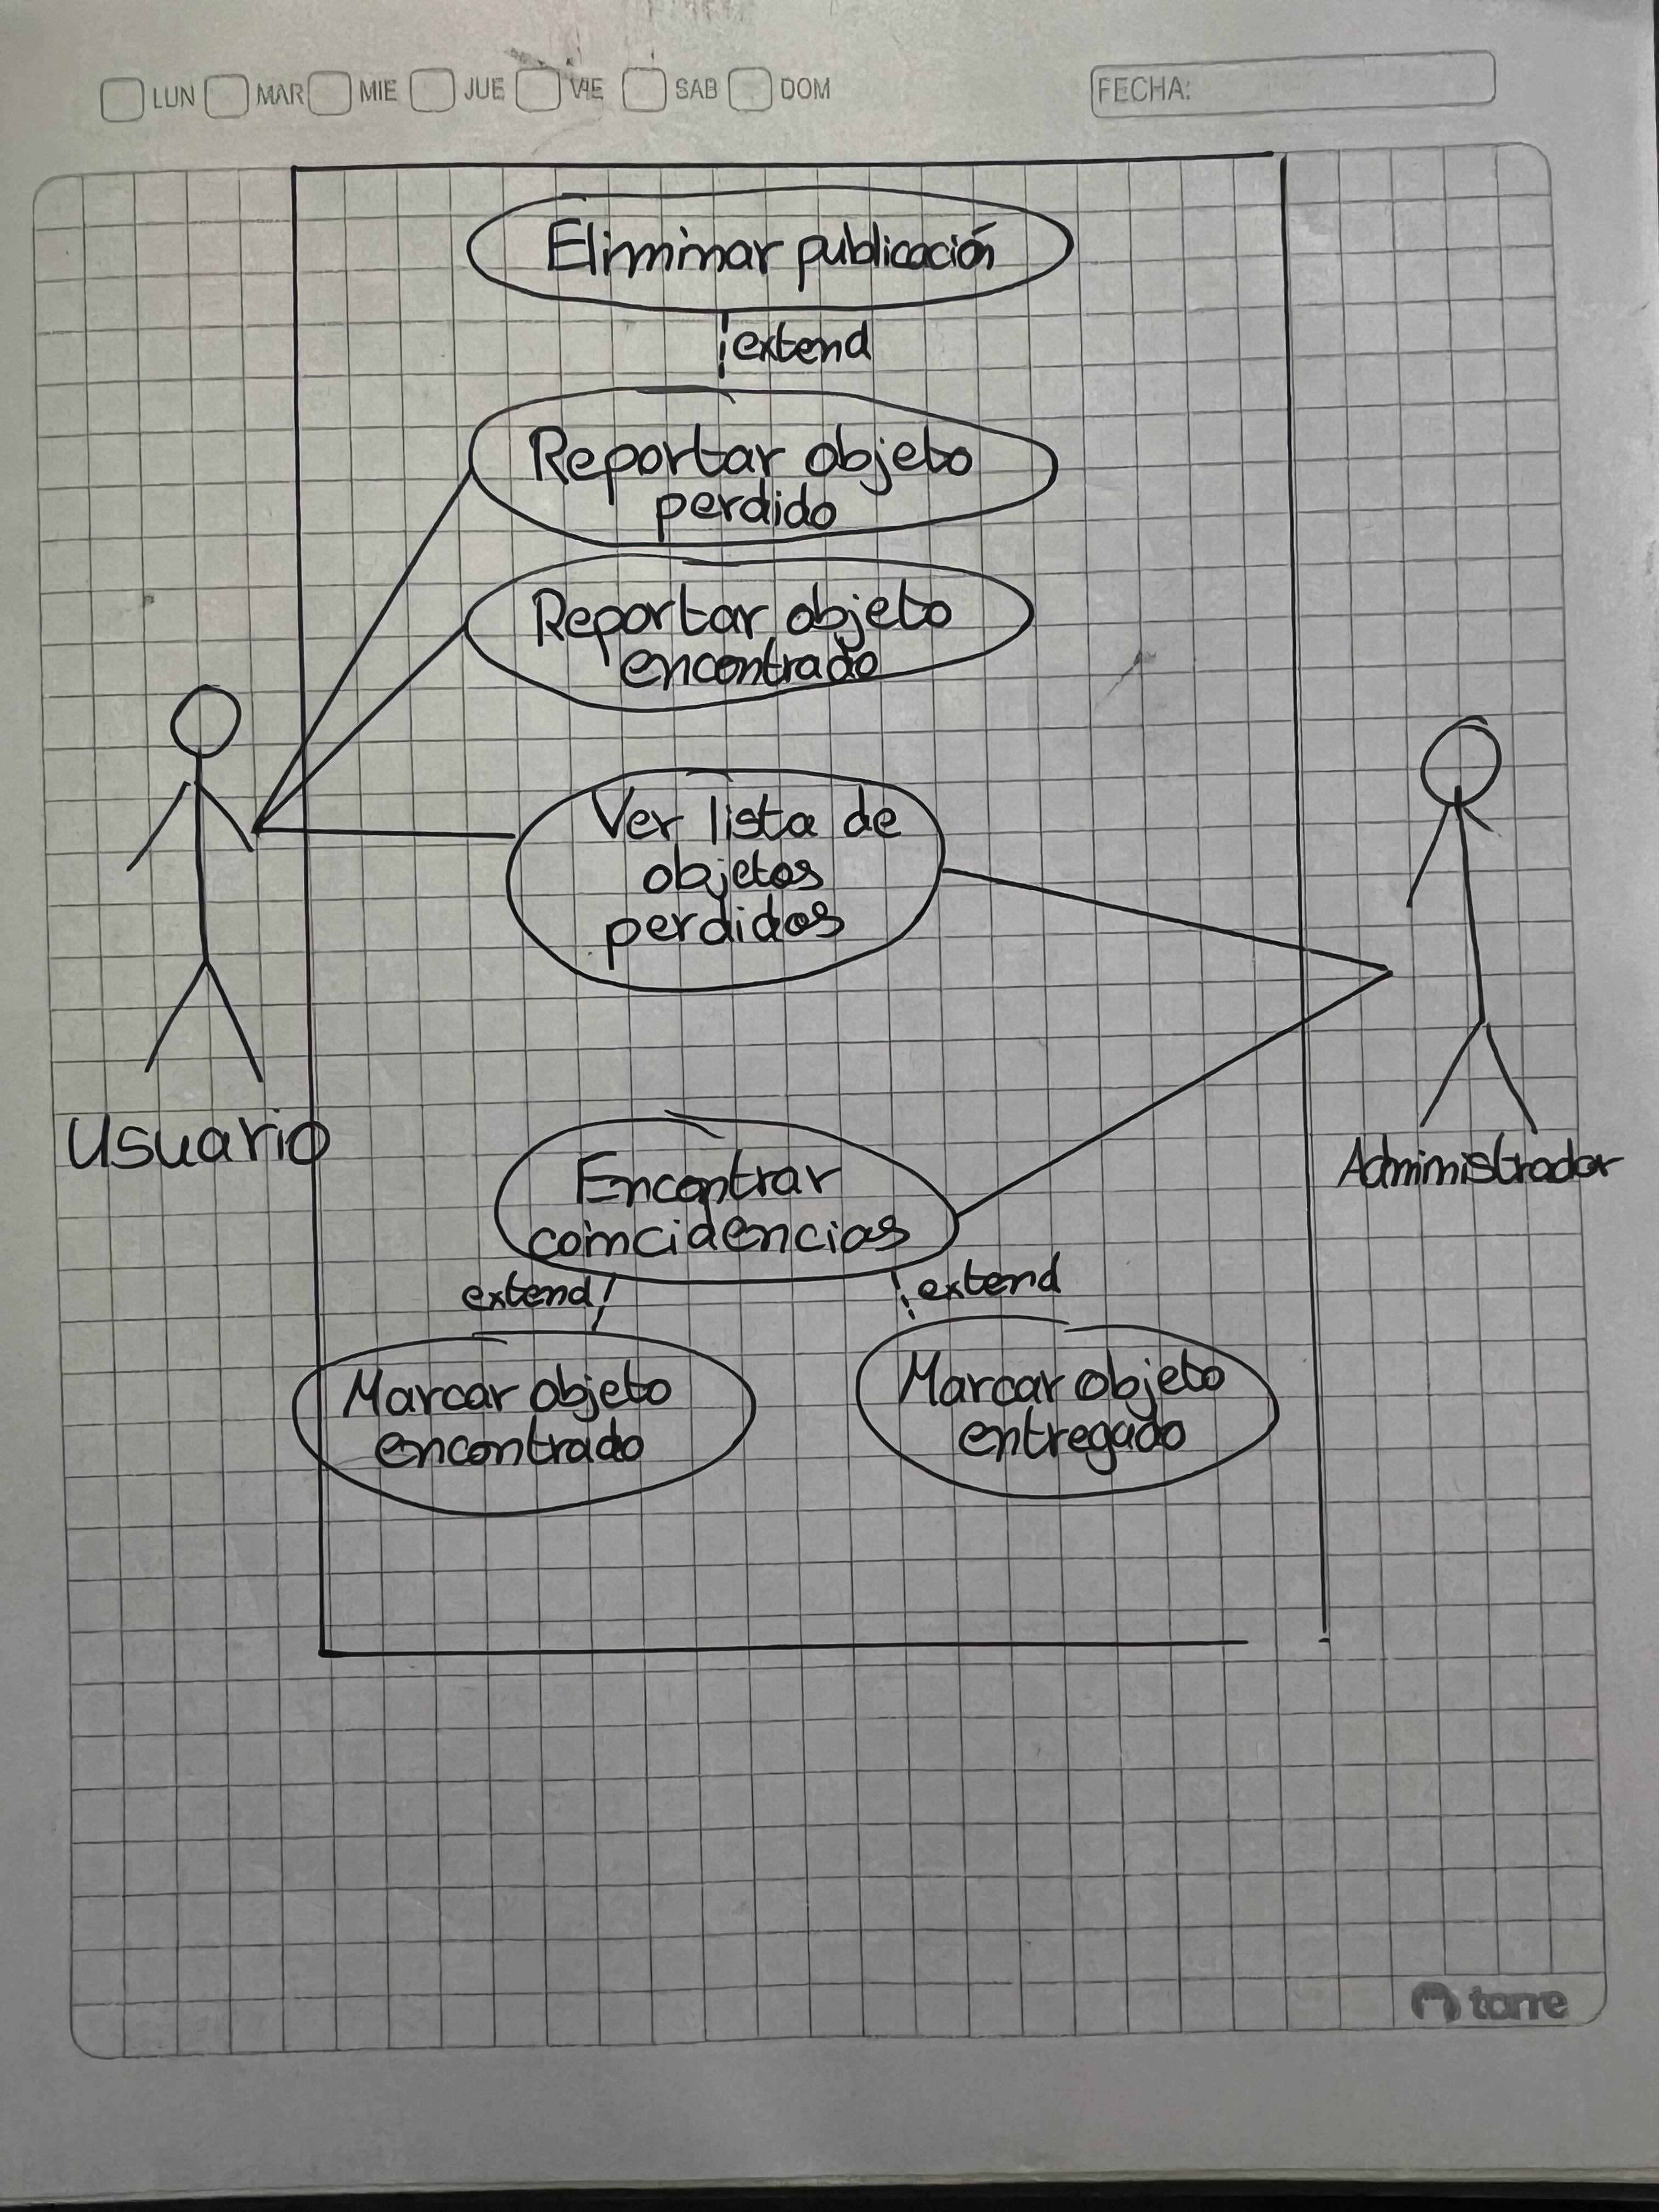 LUN MAR MIE JUE VIE SAB DOM FECHA:
Eliminar publicación
extend
Reportar objeto
perdido
Reportar objeto
encontrado
Ver lista de
objetos
perdidos
Usuario
Administrador
Encontrar
coincidencias
extend
extend
Marcar objeto
encontrado
Marcar objeto
entregado
torre